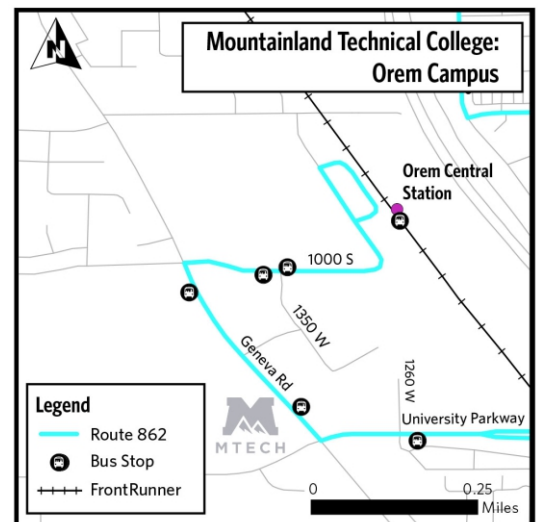 N
Mountainland Technical College:
Orem Campus
Orem Central
Station
1000 S
1350 W
Geneva Rd
1260 W
University Parkway
MTECH
Legend
Route 862
Bus Stop
FrontRunner
0 0.25
Miles